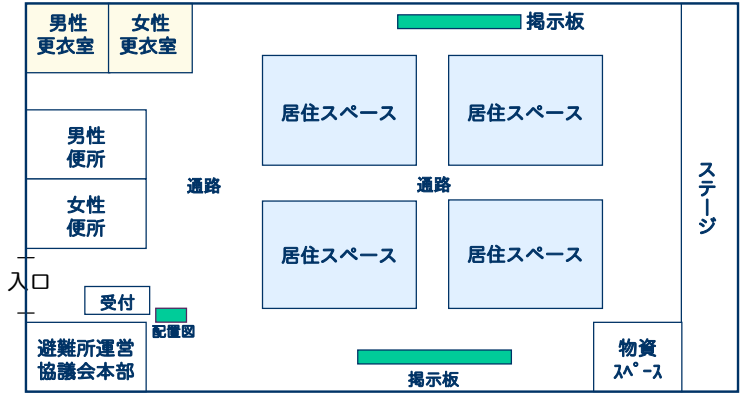 男性
更衣室
女性
更衣室
掲示板
居住スペース
居住スペース
男性
便所
通路
通路
ステージ
女性
便所
居住スペース
居住スペース
入口
受付
配置図
避難所運営
協議会本部
掲示板
物資
ｽﾍﾟｰｽ